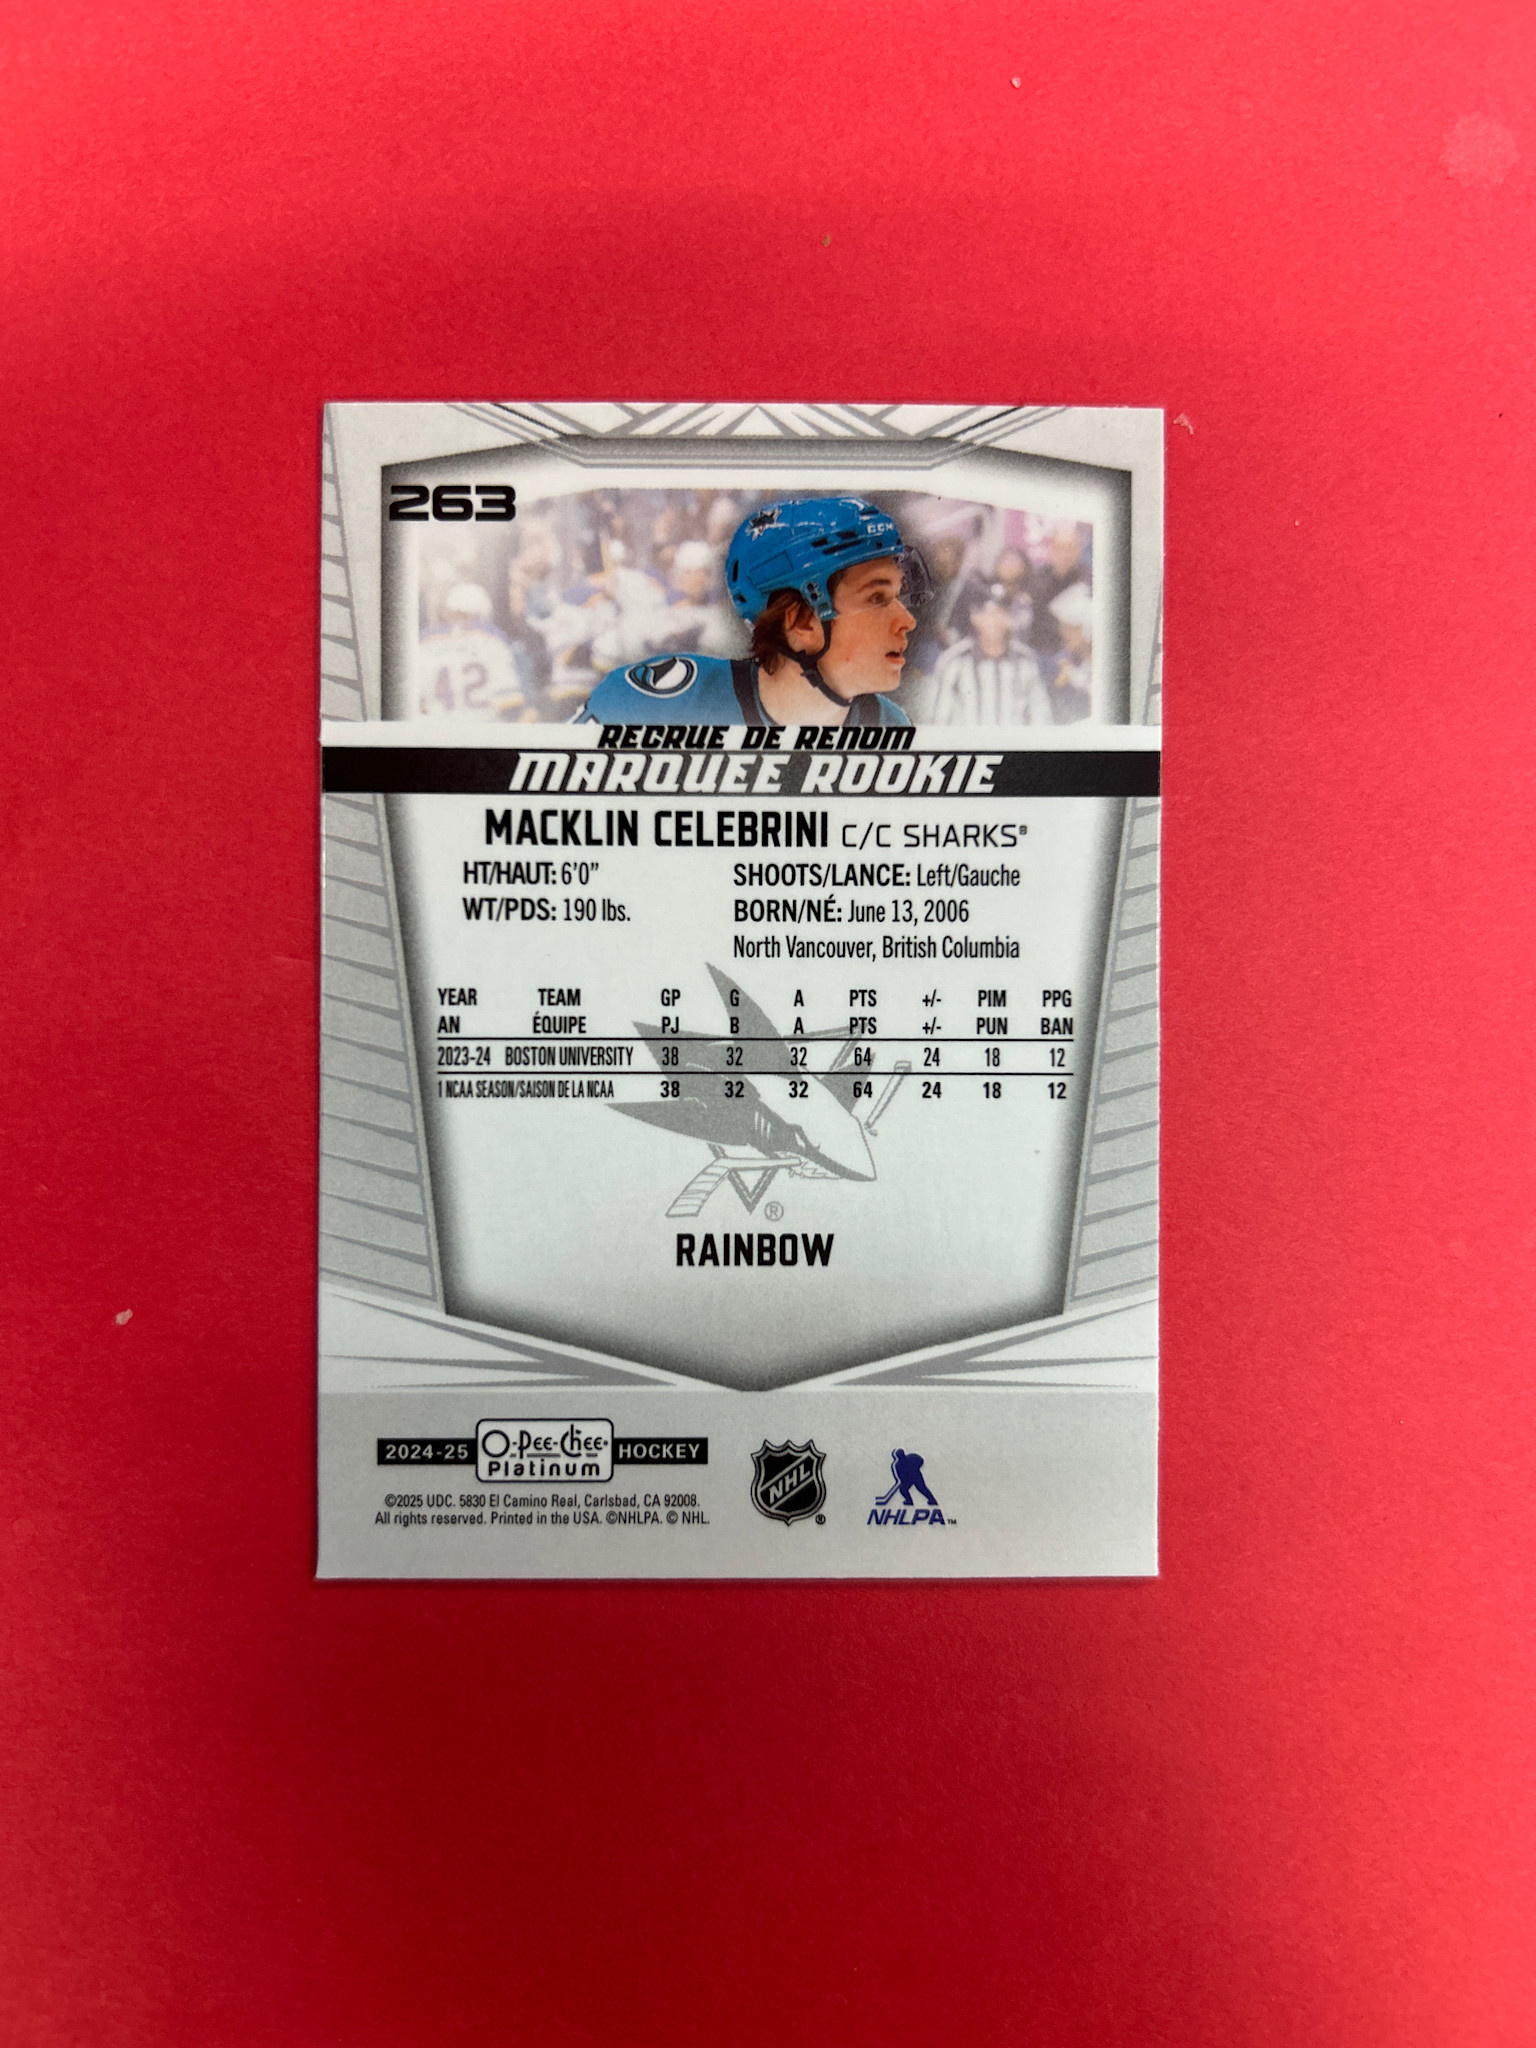 263
CCM
42
RECRUE DE RENOM
MARQUEE ROOKIE
MACKLIN CELEBRINI C/C SHARKS®
HT/HAUT: 6'0" SHOOTS/LANCE: Left/Gauche
WT/PDS: 190 lbs. BORN/NÉ: June 13, 2006
North Vancouver, British Columbia
YEAR TEAM GP G A PTS +/- PIM PPG
AN ÉQUIPE PJ B A PTS +/- PUN BAN
2023-24 BOSTON UNIVERSITY 38 32 32 64 24 18 12
1 NCAA SEASON/SAISON DE LA NCAA 38 32 32 64 24 18 12
®
RAINBOW
2024-25 O-Pee-Chee® Platinum HOCKEY
©2025 UDC. 5830 El Camino Real, Carlsbad, CA 92008.
All rights reserved. Printed in the USA. ©NHLPA. © NHL.
NHL®
NHLPA™